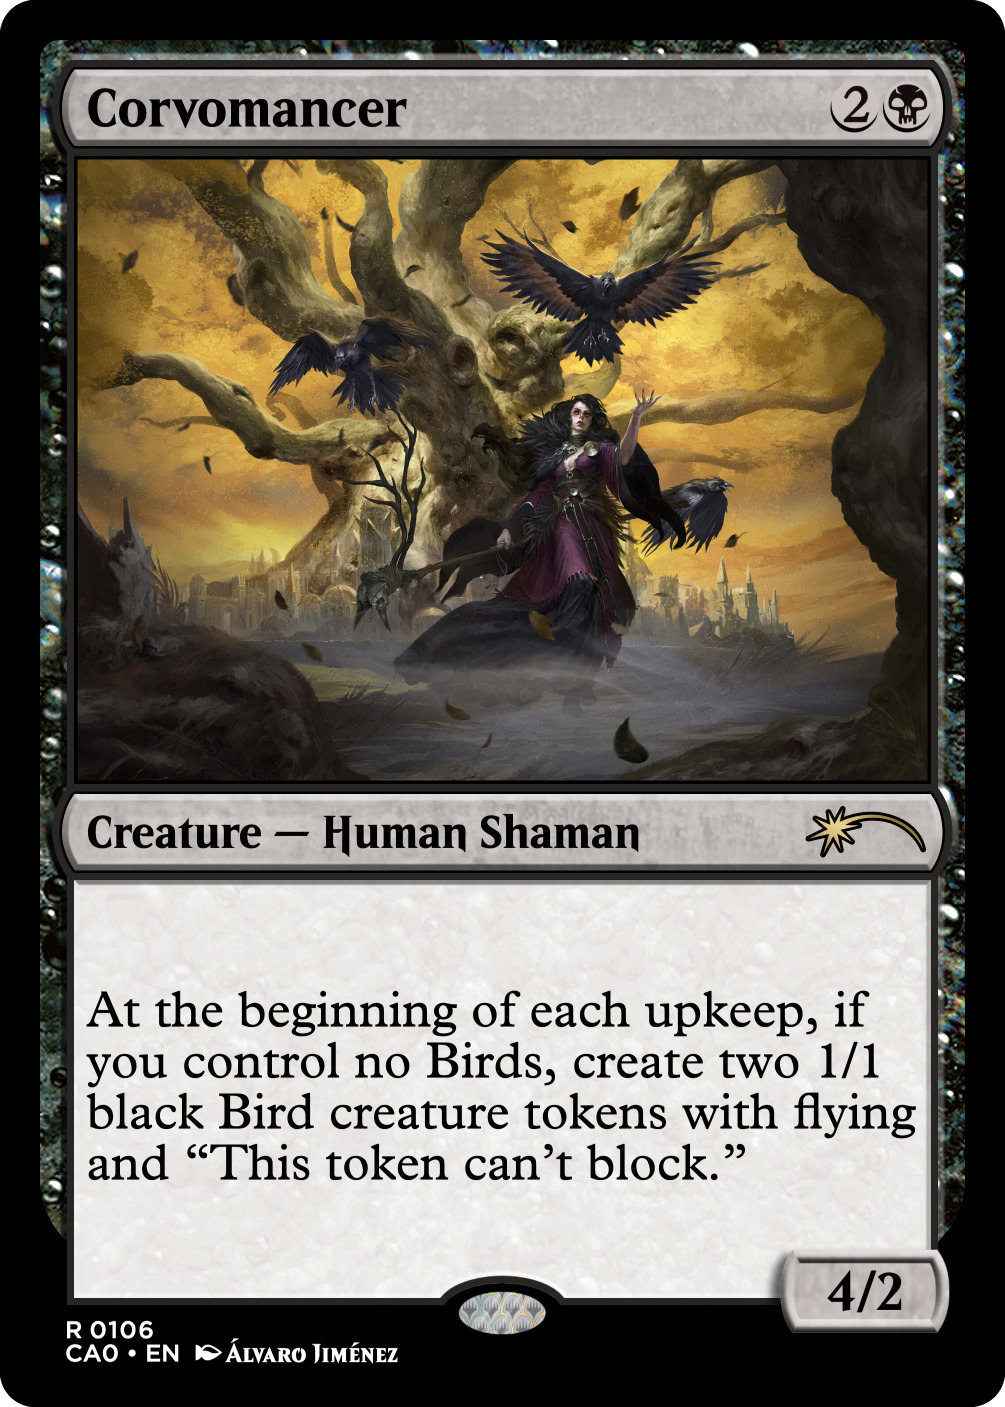 Corvomancer 2
Creature — Human Shaman
At the beginning of each upkeep, if
you control no Birds, create two 1/1
black Bird creature tokens with flying
and “This token can’t block.”
4/2
R 0106
CAO • EN Álvaro Jiménez